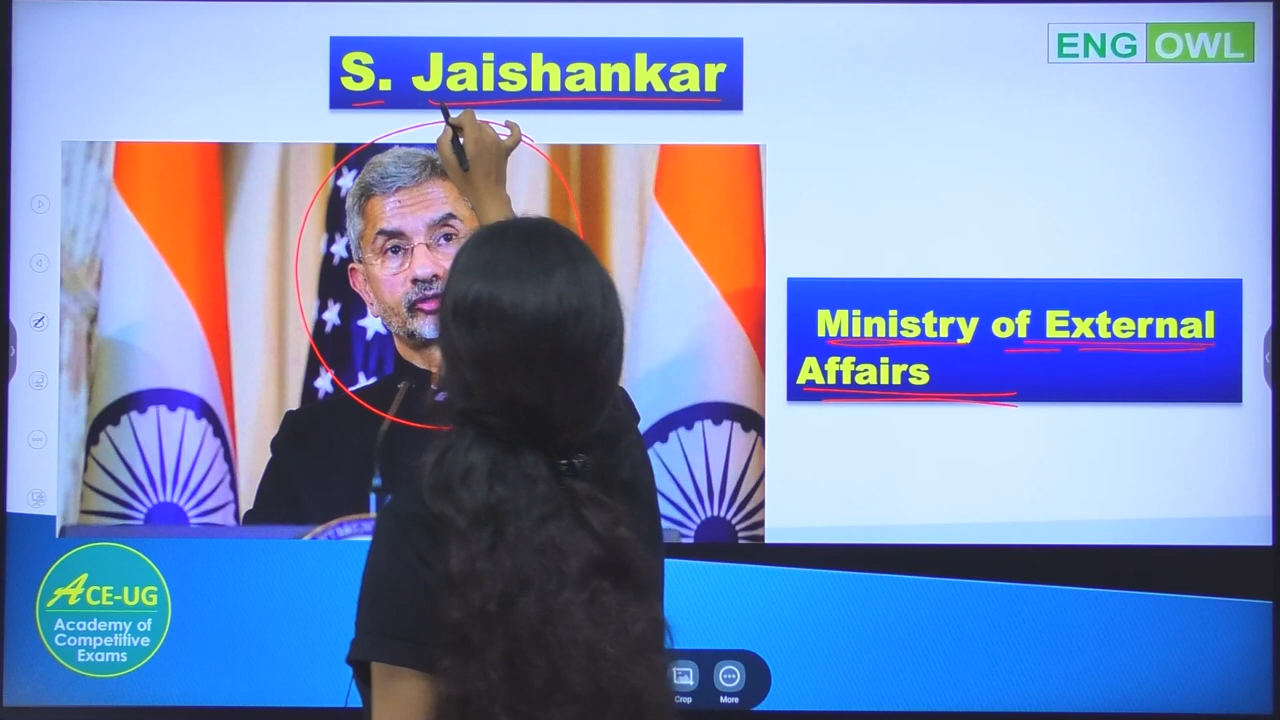 S. Jaishankar
ENG OWL
Ministry of External
Affairs
ACE-UG
Academy of
Competitive
Exams
Crop
More